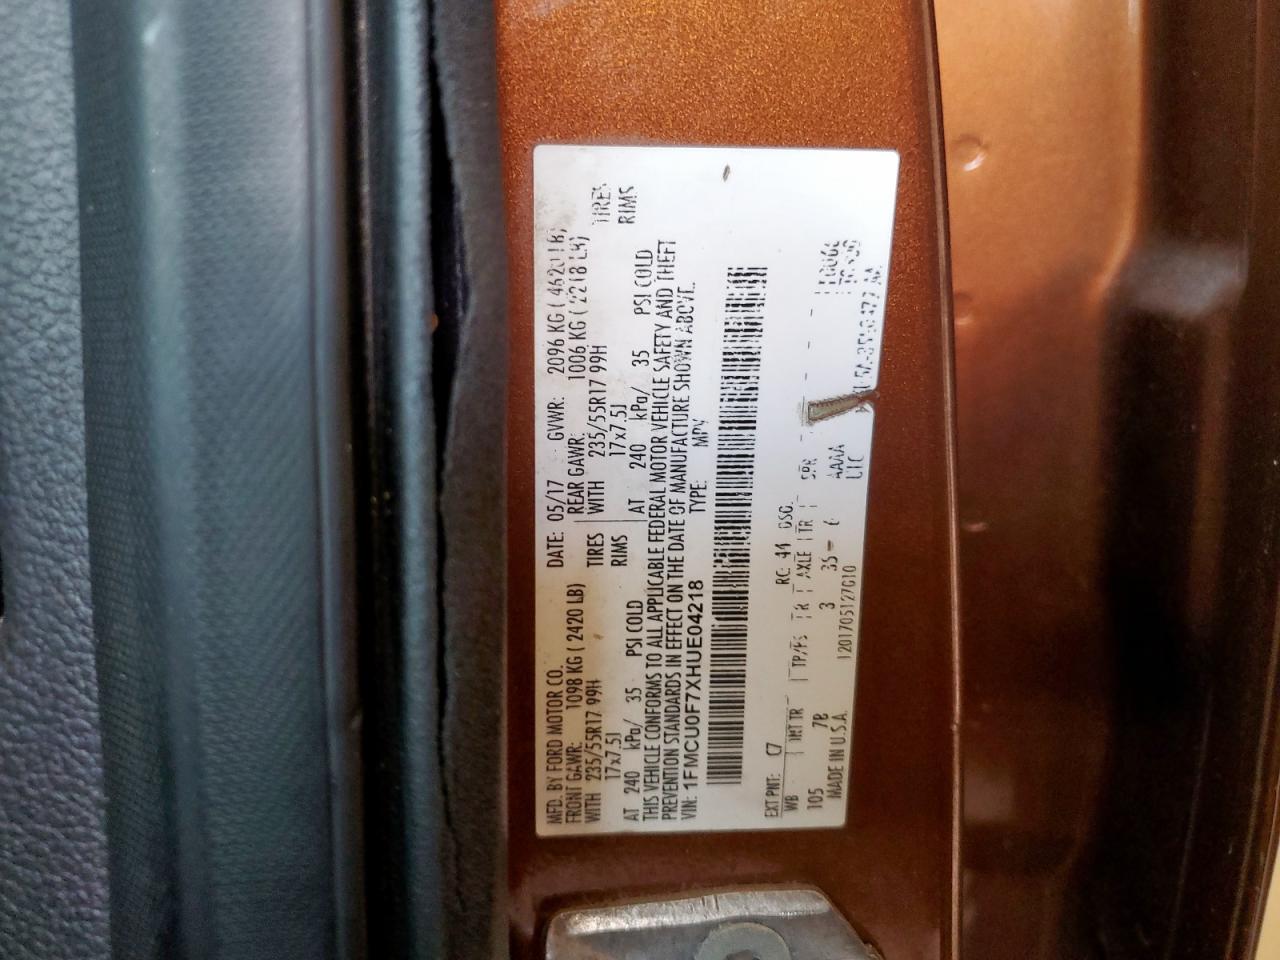 MFD. BY FORD MOTOR CO. DATE: 05/17 GVWR: 2096 KG ( 4620 LB)
FRONT GAWR: 1098 KG ( 2420 LB) REAR GAWR: 1006 KG ( 2218 LB)
WITH 235/55R17 99H TIRES WITH 235/55R17 99H TIRES
17x7.5J RIMS 17x7.5J RIMS
AT 240 kPa/ 35 PSI COLD AT 240 kPa/ 35 PSI COLD
THIS VEHICLE CONFORMS TO ALL APPLICABLE FEDERAL MOTOR VEHICLE SAFETY AND THEFT
PREVENTION STANDARDS IN EFFECT ON THE DATE OF MANUFACTURE SHOWN ABOVE.
VIN: 1FMCU0F7XHUE04218 TYPE: MPV
EXT PNT: RC: 44 DSO:
WB INT TR TP/PS R AXLE TR SPR
105 7B 3 35 AAAA
MADE IN U.S.A. UTC